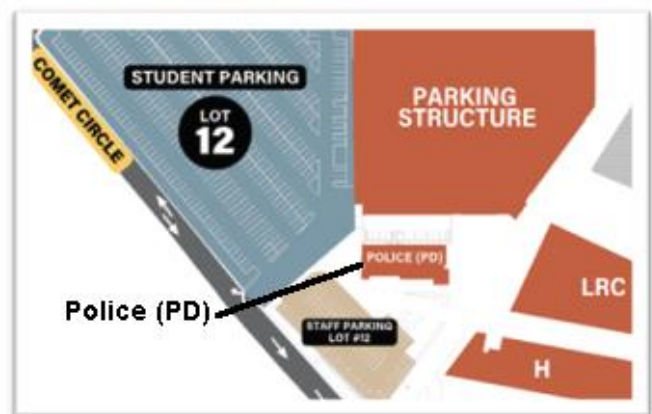 COMET CIRCLE
STUDENT PARKING
LOT
12
PARKING
STRUCTURE
POLICE (PD)
Police (PD)
LRC
STAFF PARKING
LOT #12
H